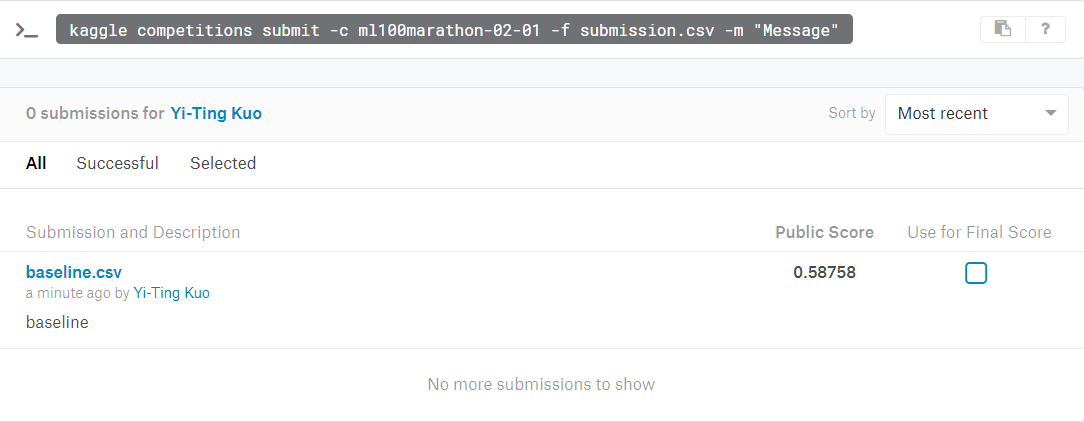 kaggle competitions submit -c ml100marathon-02-01 -f submission.csv -m "Message"
?
0 submissions for Yi-Ting Kuo
Sort by
Most recent
All
Successful
Selected
Submission and Description
Public Score
Use for Final Score
baseline.csv
0.58758
a minute ago by Yi-Ting Kuo
baseline
No more submissions to show